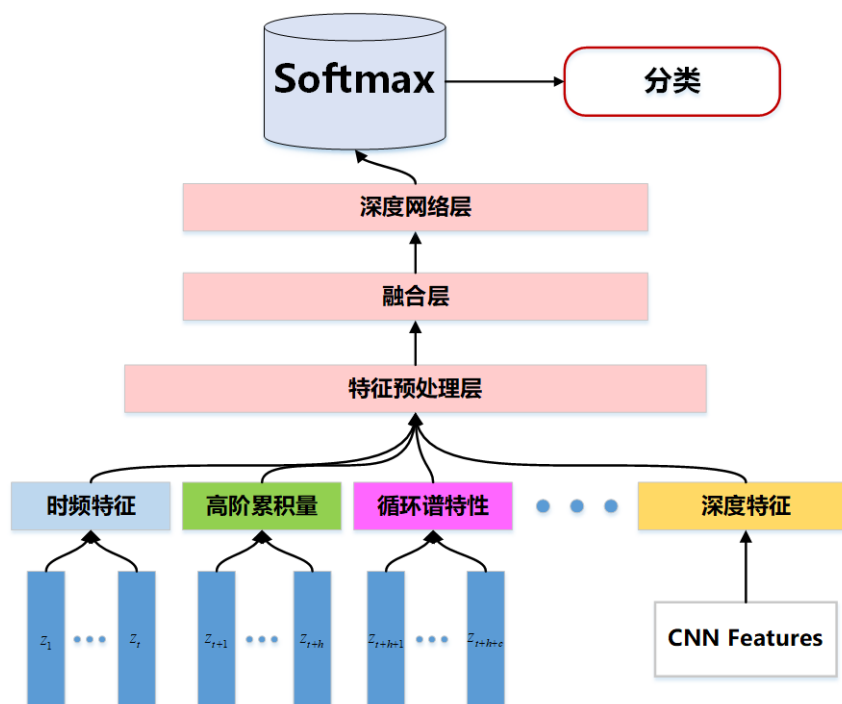 Softmax
分类
深度网络层
融合层
特征预处理层
时频特征
高阶累积量
循环谱特性
深度特征
z1
zt
zt+1
zt+h
zt+h+1
zt+h+c
CNN Features